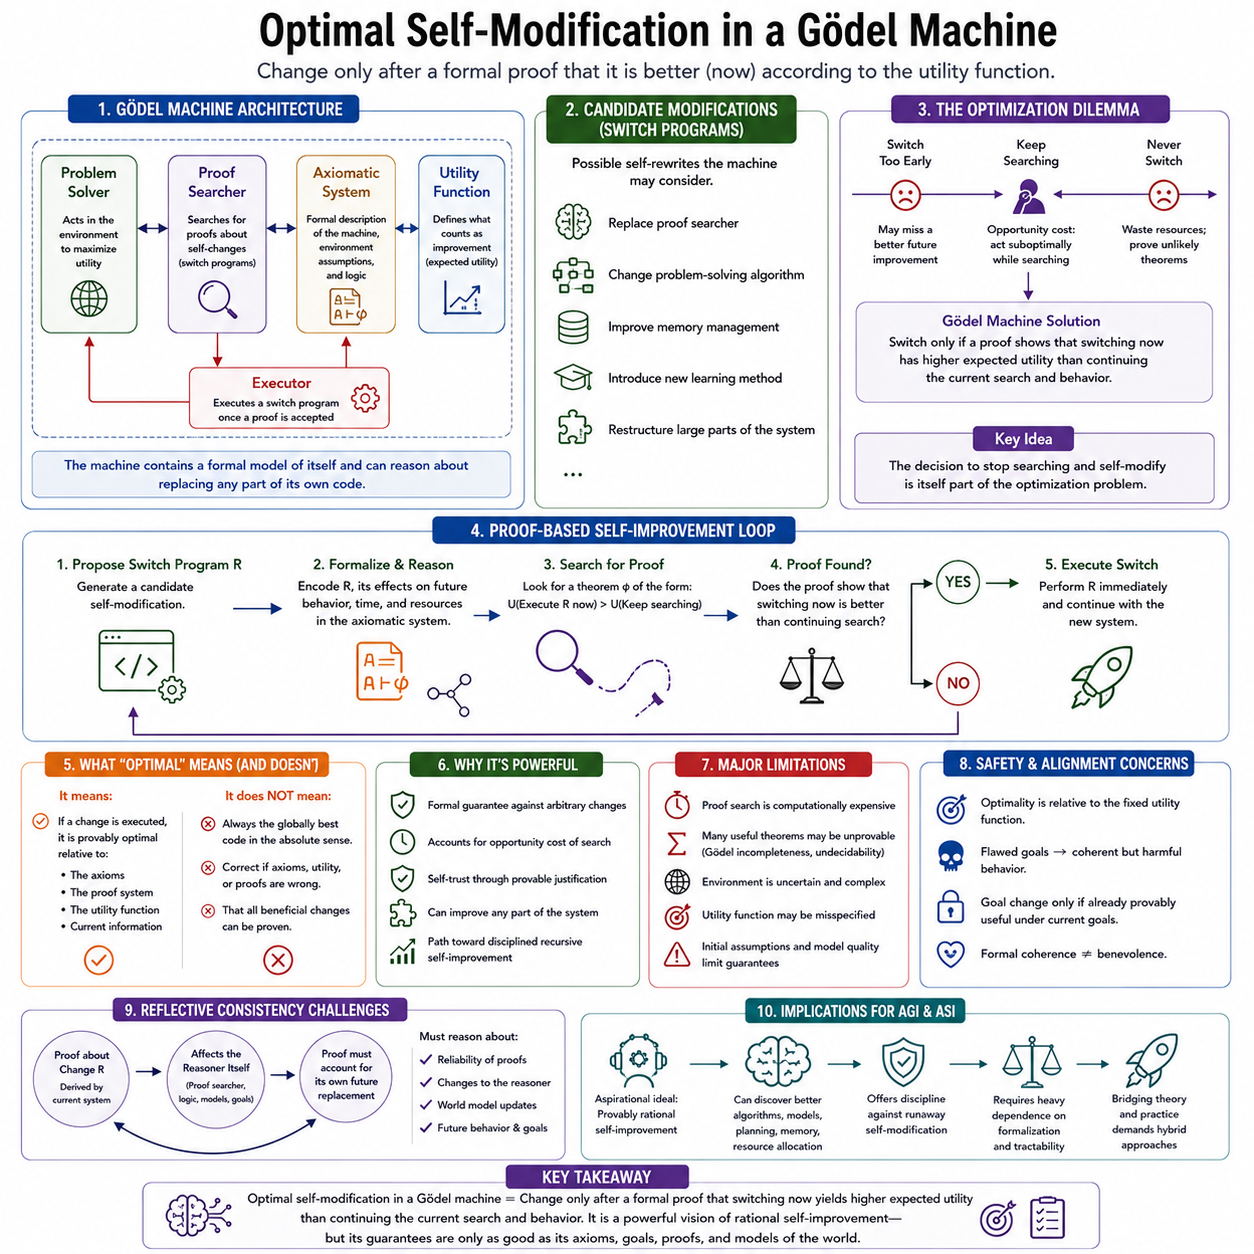 Optimal Self-Modification in a Gödel Machine
Change only after a formal proof that it is better (now) according to the utility function.
1. GÖDEL MACHINE ARCHITECTURE
Problem
Solver
Acts in the
environment
to maximize
utility
Proof
Searcher
Searches for
proofs about
self-changes
(switch programs)
Axiomatic
System
Formal description
of the machine,
environment
assumptions,
and logic
A=
A⊢φ
Utility
Function
Defines what
counts as
improvement
(expected utility)
Executor
Executes a switch program
once a proof is accepted
The machine contains a formal model of itself and can reason about
replacing any part of its own code.
2. CANDIDATE MODIFICATIONS
(SWITCH PROGRAMS)
Possible self-rewrites the machine
may consider.
Replace proof searcher
Change problem-solving algorithm
Improve memory management
Introduce new learning method
Restructure large parts of the system
...
3. THE OPTIMIZATION DILEMMA
Switch
Too Early
May miss a
better future
improvement
Keep
Searching
Opportunity cost:
act suboptimally
while searching
Never
Switch
Waste resources;
prove unlikely
theorems
Gödel Machine Solution
Switch only if a proof shows that switching now
has higher expected utility than continuing
the current search and behavior.
Key Idea
The decision to stop searching and self-modify
is itself part of the optimization problem.
4. PROOF-BASED SELF-IMPROVEMENT LOOP
1. Propose Switch Program R
Generate a candidate
self-modification.
</>
2. Formalize & Reason
Encode R, its effects on future
behavior, time, and resources
in the axiomatic system.
A=
A⊢φ
3. Search for Proof
Look for a theorem φ of the form:
U(Execute R now) > U(Keep searching)
4. Proof Found?
Does the proof show that
switching now is better
than continuing search?
YES
NO
5. Execute Switch
Perform R immediately
and continue with the
new system.
5. WHAT “OPTIMAL” MEANS (AND DOESN’T)
It means:
If a change is executed,
it is provably optimal
relative to:
• The axioms
• The proof system
• The utility function
• Current information
It does NOT mean:
Always the globally best
code in the absolute sense.
Correct if axioms, utility,
or proofs are wrong.
That all beneficial changes
can be proven.
6. WHY IT’S POWERFUL
Formal guarantee against arbitrary changes
Accounts for opportunity cost of search
Self-trust through provable justification
Can improve any part of the system
Path toward disciplined recursive
self-improvement
7. MAJOR LIMITATIONS
Proof search is computationally expensive
Σ
Many useful theorems may be unprovable
(Gödel incompleteness, undecidability)
Environment is uncertain and complex
Utility function may be misspecified
Initial assumptions and model quality
limit guarantees
8. SAFETY & ALIGNMENT CONCERNS
Optimality is relative to the fixed utility
function.
Flawed goals → coherent but harmful
behavior.
Goal change only if already provably
useful under current goals.
Formal coherence ≠ benevolence.
9. REFLECTIVE CONSISTENCY CHALLENGES
Proof about
Change R
Derived by
current system
Affects the
Reasoner Itself
(Proof searcher,
logic, models, goals)
Proof must
account for
its own future
replacement
Must reason about:
Reliability of proofs
Changes to the reasoner
World model updates
Future behavior & goals
10. IMPLICATIONS FOR AGI & ASI
Aspirational ideal:
Provably rational
self-improvement
Can discover better
algorithms, models,
planning, memory,
resource allocation
Offers discipline
against runaway
self-modification
Requires heavy
dependence on
formalization
and tractability
Bridging theory
and practice
demands hybrid
approaches
KEY TAKEAWAY
Optimal self-modification in a Gödel machine = Change only after a formal proof that switching now yields higher expected utility
than continuing the current search and behavior. It is a powerful vision of rational self-improvement—
but its guarantees are only as good as its axioms, goals, proofs, and models of the world.